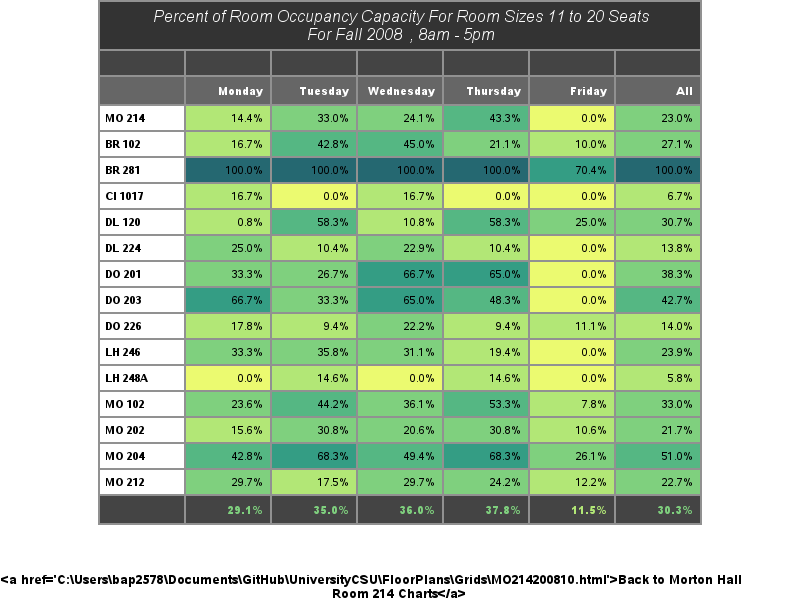 Percent of Room Occupancy Capacity For Room Sizes 11 to 20 Seats
For Fall 2008 , 8am - 5pm
Monday Tuesday Wednesday Thursday Friday All
MO 214 14.4% 33.0% 24.1% 43.3% 0.0% 23.0%
BR 102 16.7% 42.8% 45.0% 21.1% 10.0% 27.1%
BR 281 100.0% 100.0% 100.0% 100.0% 70.4% 100.0%
CI 1017 16.7% 0.0% 16.7% 0.0% 0.0% 6.7%
DL 120 0.8% 58.3% 10.8% 58.3% 25.0% 30.7%
DL 224 25.0% 10.4% 22.9% 10.4% 0.0% 13.8%
DO 201 33.3% 26.7% 66.7% 65.0% 0.0% 38.3%
DO 203 66.7% 33.3% 65.0% 48.3% 0.0% 42.7%
DO 226 17.8% 9.4% 22.2% 9.4% 11.1% 14.0%
LH 246 33.3% 35.8% 31.1% 19.4% 0.0% 23.9%
LH 248A 0.0% 14.6% 0.0% 14.6% 0.0% 5.8%
MO 102 23.6% 44.2% 36.1% 53.3% 7.8% 33.0%
MO 202 15.6% 30.8% 20.6% 30.8% 10.6% 21.7%
MO 204 42.8% 68.3% 49.4% 68.3% 26.1% 51.0%
MO 212 29.7% 17.5% 29.7% 24.2% 12.2% 22.7%
29.1% 35.0% 36.0% 37.8% 11.5% 30.3%
<a href='C:\Users\bap2578\Documents\GitHub\UniversityCSU\FloorPlans\Grids\MO214200810.html'>Back to Morton Hall
Room 214 Charts</a>